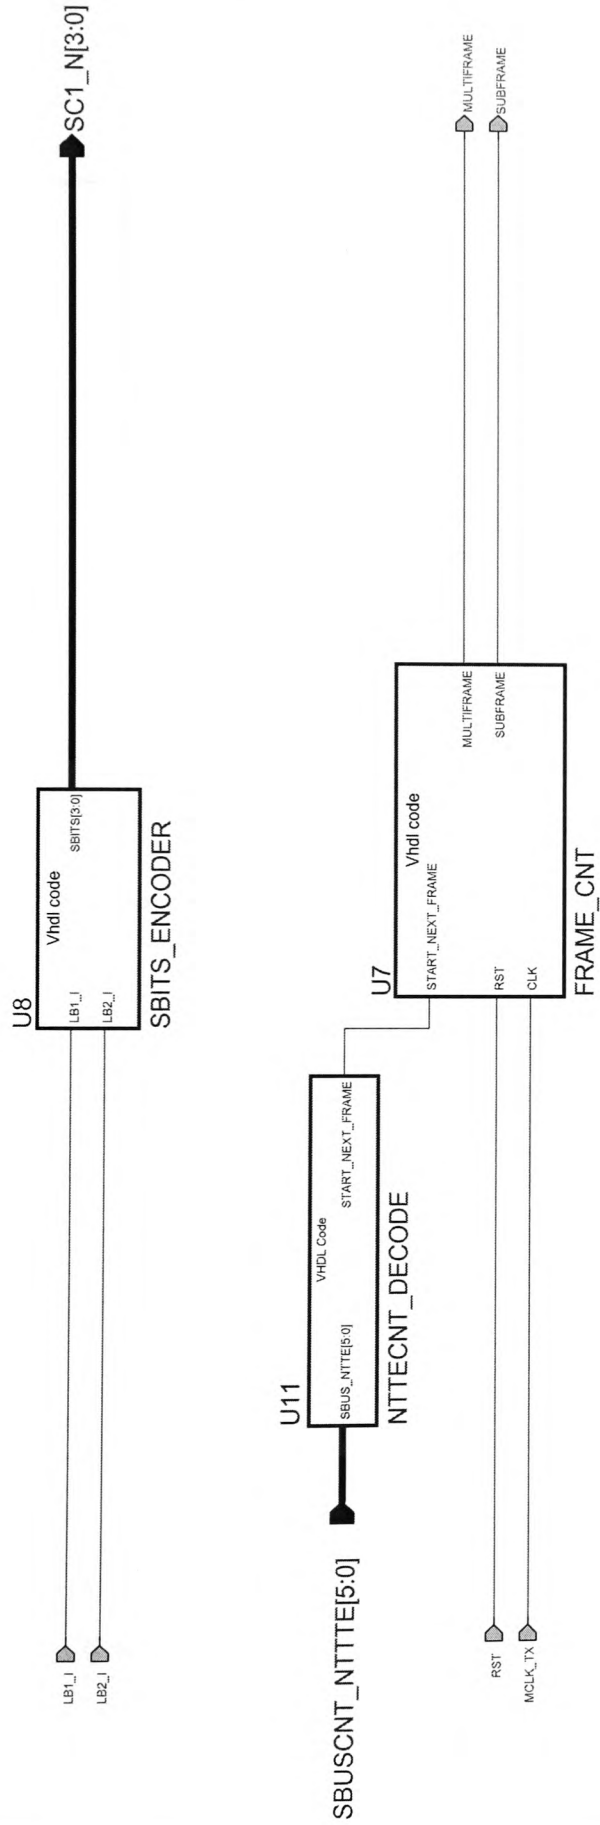 U8
Vhdl code
LB1_I
LB2_I
SBITS[3:0]
SBITS_ENCODER
LB1_I
LB2_I
SC1_N[3:0]
U11
VHDL Code
SBUS_NTTE[5:0]
START_NEXT_FRAME
NTTECNT_DECODE
SBUSCNT_NTTTE[5:0]
U7
Vhdl code
START_NEXT_FRAME
RST
CLK
MULTIFRAME
SUBFRAME
FRAME_CNT
RST
MCLK_TX
MULTIFRAME
SUBFRAME